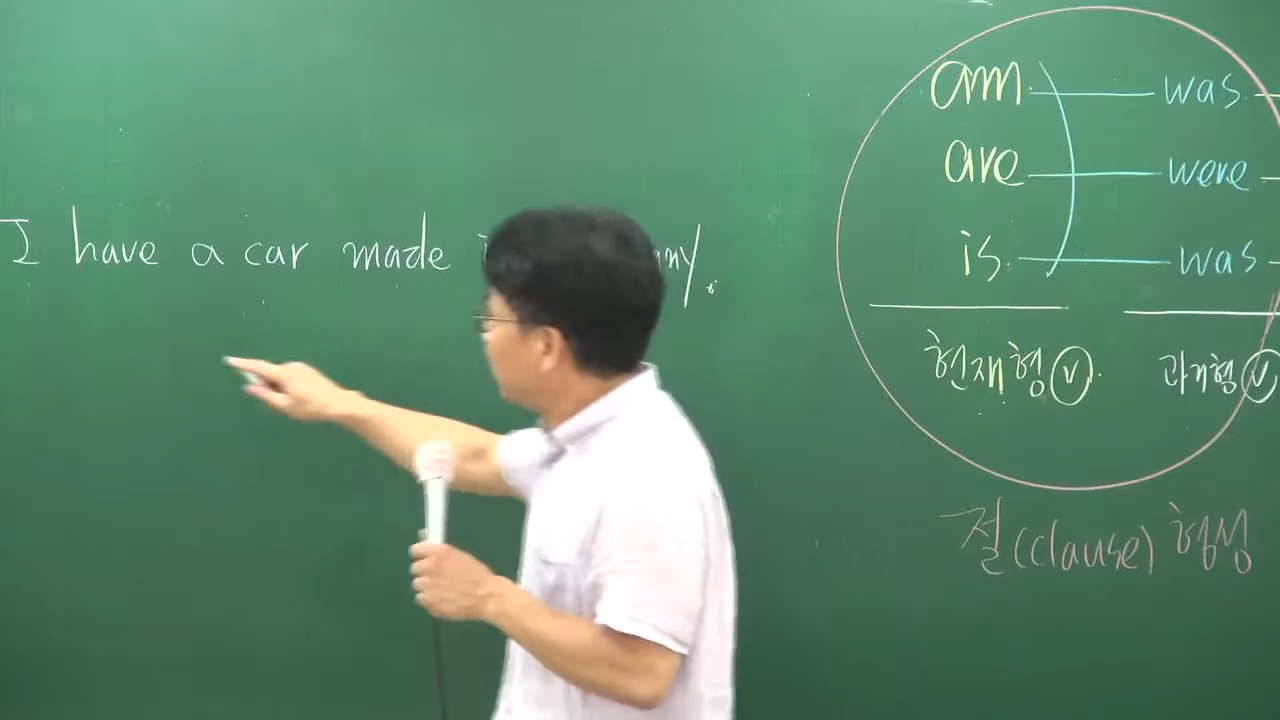 I have a car made
am — was
are — were
is — was
현재형 ⓥ 과거형 ⓥ
절(clause) 형성